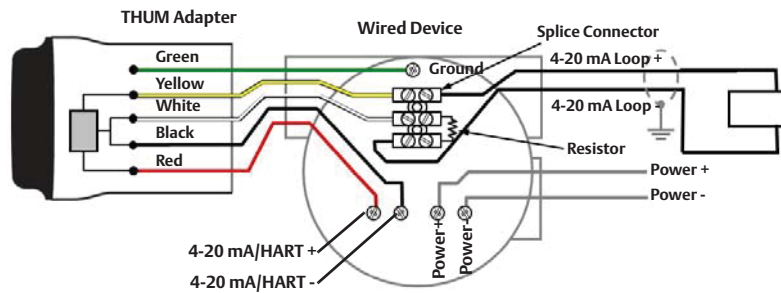 THUM Adapter
Wired Device
Splice Connector
Green
Ground
4-20 mA Loop +
Yellow
White
4-20 mA Loop -
Black
Resistor
Red
Power +
Power -
4-20 mA/HART +
4-20 mA/HART -
Power+
Power-